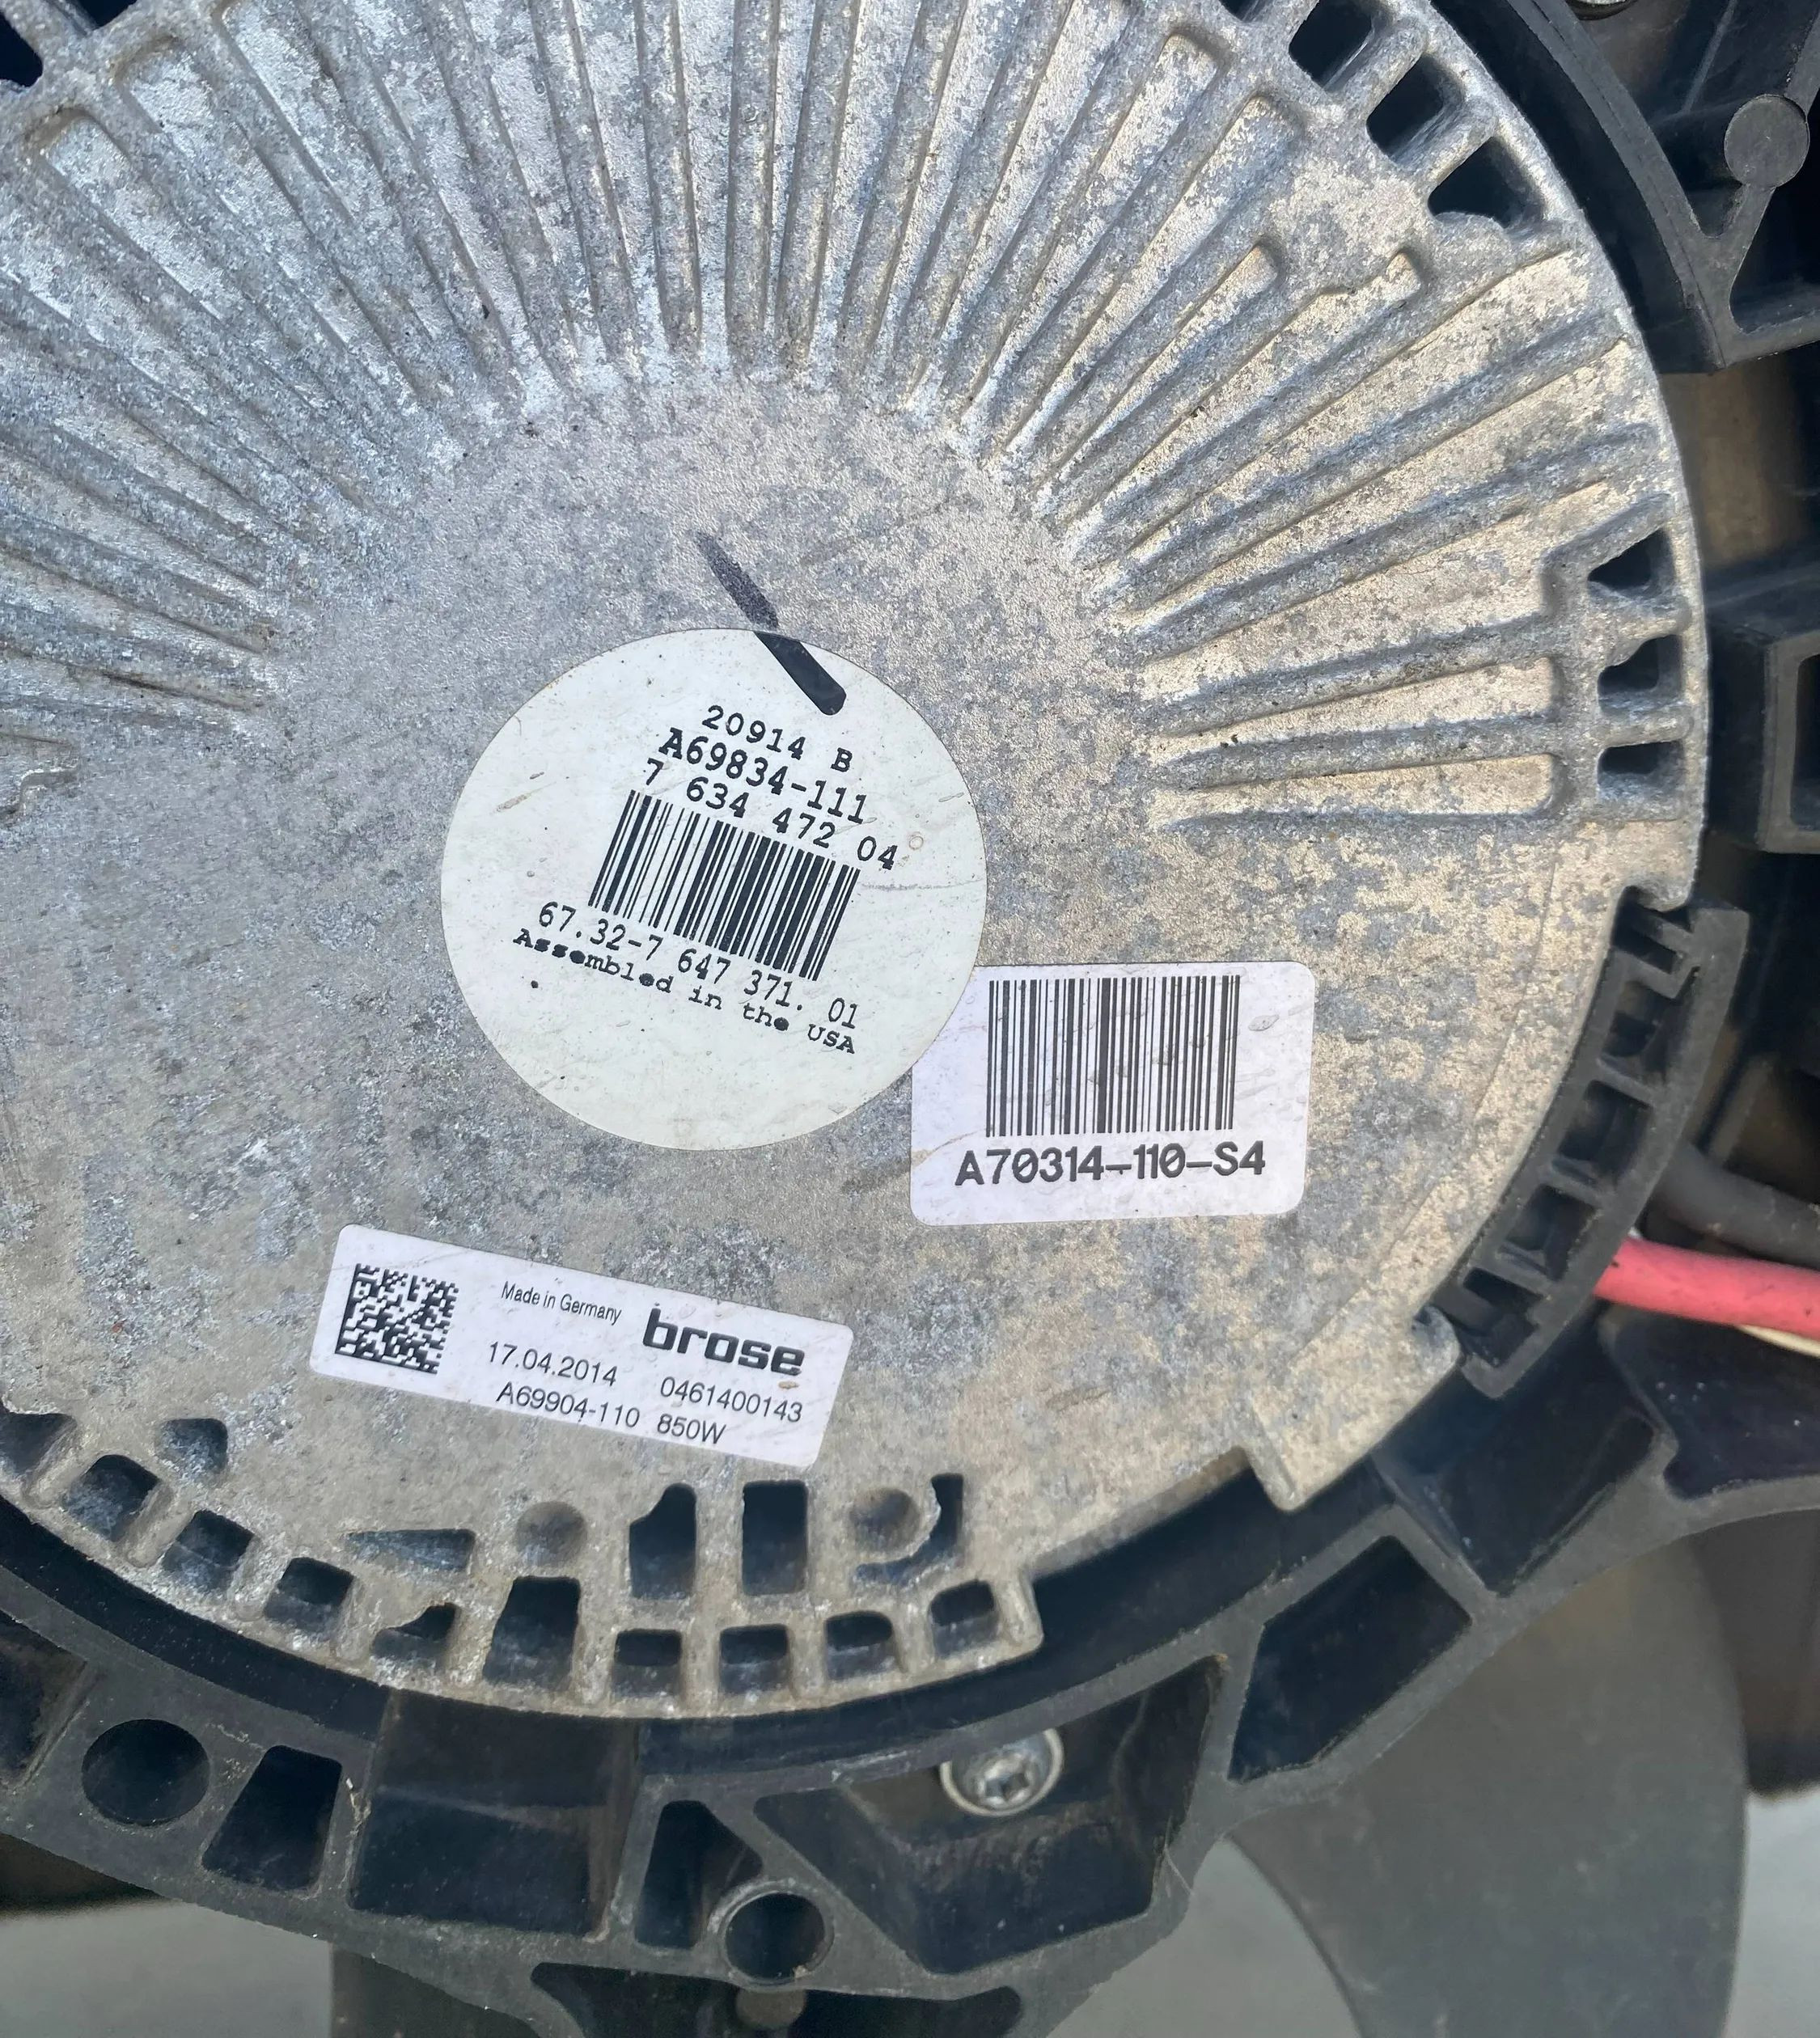 20914 B
A69834-111
7 634 472 04
67.32-7 647 371. 01
Assembled in the USA
A70314-110-S4
Made in Germany brose
17.04.2014 0461400143
A69904-110 850W